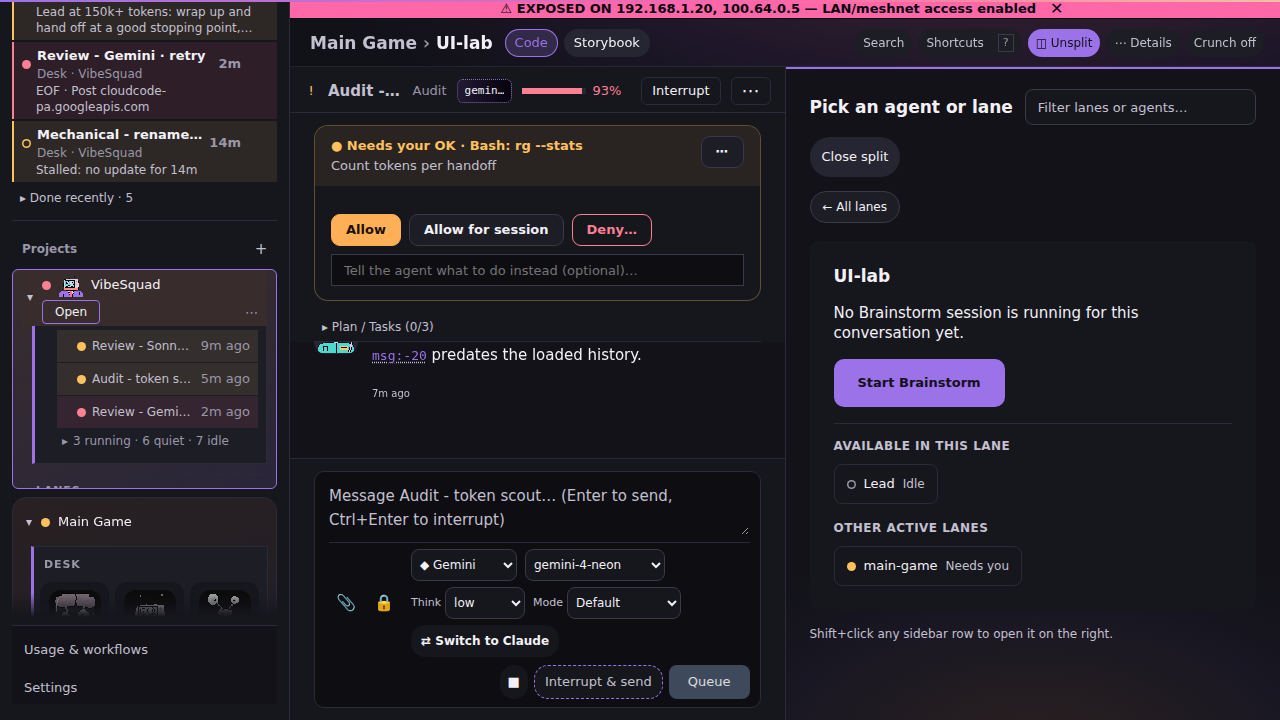 ⚠ EXPOSED ON 192.168.1.20, 100.64.0.5 — LAN/meshnet access enabled ✕
Lead at 150k+ tokens: wrap up and
hand off at a good stopping point,…
Review - Gemini · retry 2m
Desk · VibeSquad
EOF · Post cloudcode-
pa.googleapis.com
Mechanical - rename… 14m
Desk · VibeSquad
Stalled: no update for 14m
▸ Done recently · 5
Projects +
▾ VibeSquad
Open …
Review - Sonn… 9m ago
Audit - token s… 5m ago
Review - Gemi… 2m ago
▸ 3 running · 6 quiet · 7 idle
LANES
▾ Main Game
DESK
Usage & workflows
Settings
Main Game › UI-lab Code Storybook
Search Shortcuts ? ◫ Unsplit ⋯ Details Crunch off
! Audit -… Audit gemin… 93% Interrupt ⋯
● Needs your OK · Bash: rg --stats ⋯
Count tokens per handoff
Allow Allow for session Deny…
Tell the agent what to do instead (optional)…
▸ Plan / Tasks (0/3)
msg:-20 predates the loaded history.
7m ago
Message Audit - token scout… (Enter to send,
Ctrl+Enter to interrupt)
◆ Gemini gemini-4-neon
Think low Mode Default
⇄ Switch to Claude
■ Interrupt & send Queue
Pick an agent or lane Filter lanes or agents…
Close split
← All lanes
UI-lab
No Brainstorm session is running for this
conversation yet.
Start Brainstorm
AVAILABLE IN THIS LANE
Lead Idle
OTHER ACTIVE LANES
main-game Needs you
Shift+click any sidebar row to open it on the right.